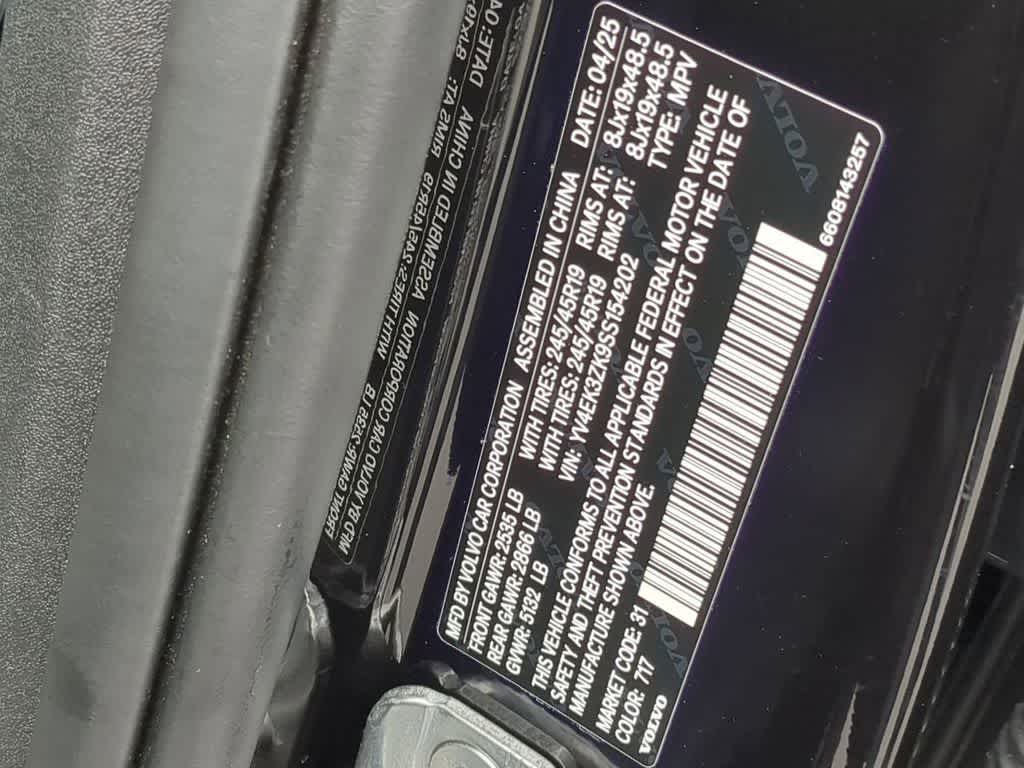 MFD BY VOLVO CAR CORPORATION ASSEMBLED IN CHINA DATE: 04/25
FRONT GAWR: 2535 LB WITH TIRES: 245/45R19 RIMS AT: 8Jx19x48.5
REAR GAWR: 2866 LB WITH TIRES: 245/45R19 RIMS AT: 8Jx19x48.5
GVWR: 5132 LB VIN: YV4EK3ZK9SS154202 TYPE: MPV
THIS VEHICLE CONFORMS TO ALL APPLICABLE FEDERAL MOTOR VEHICLE
SAFETY AND THEFT PREVENTION STANDARDS IN EFFECT ON THE DATE OF
MANUFACTURE SHOWN ABOVE.
MARKET CODE: 31
COLOR: 717
VOLVO
6608143257
VOLVO